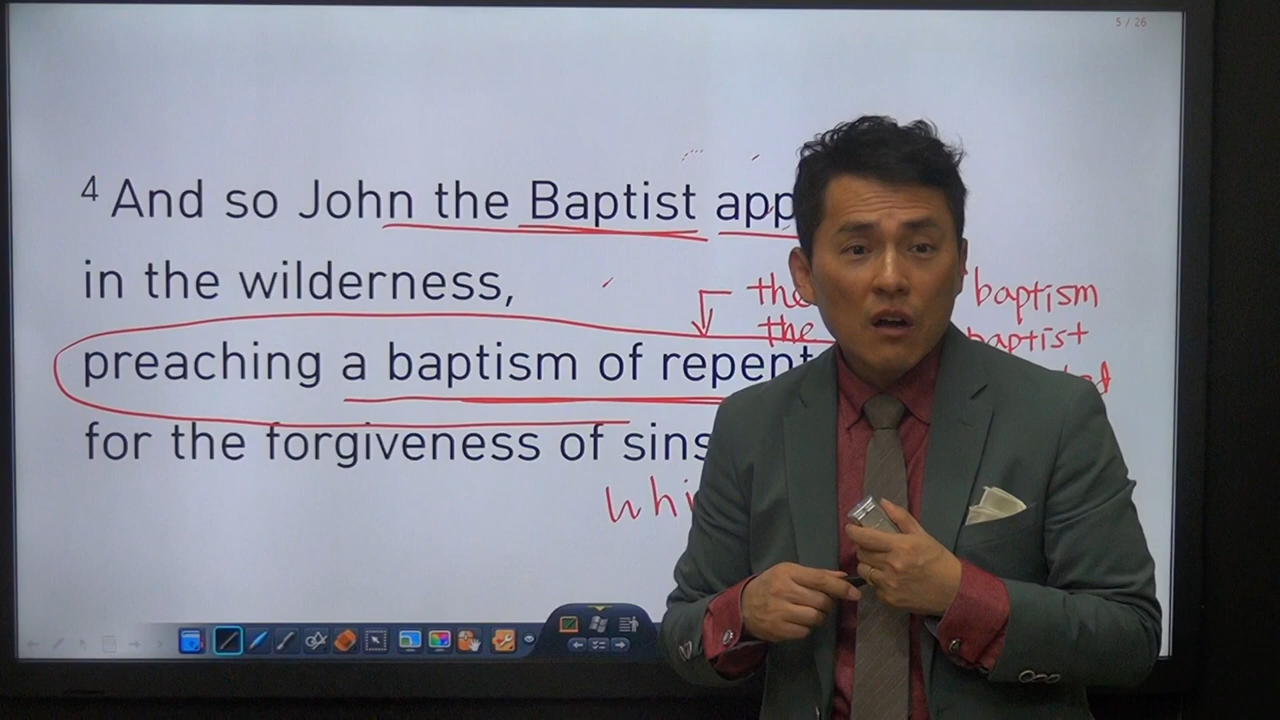 5 / 26
4 And so John the Baptist app
in the wilderness,
the baptism
preaching a baptism of repent
the baptist
for the forgiveness of sins
whi